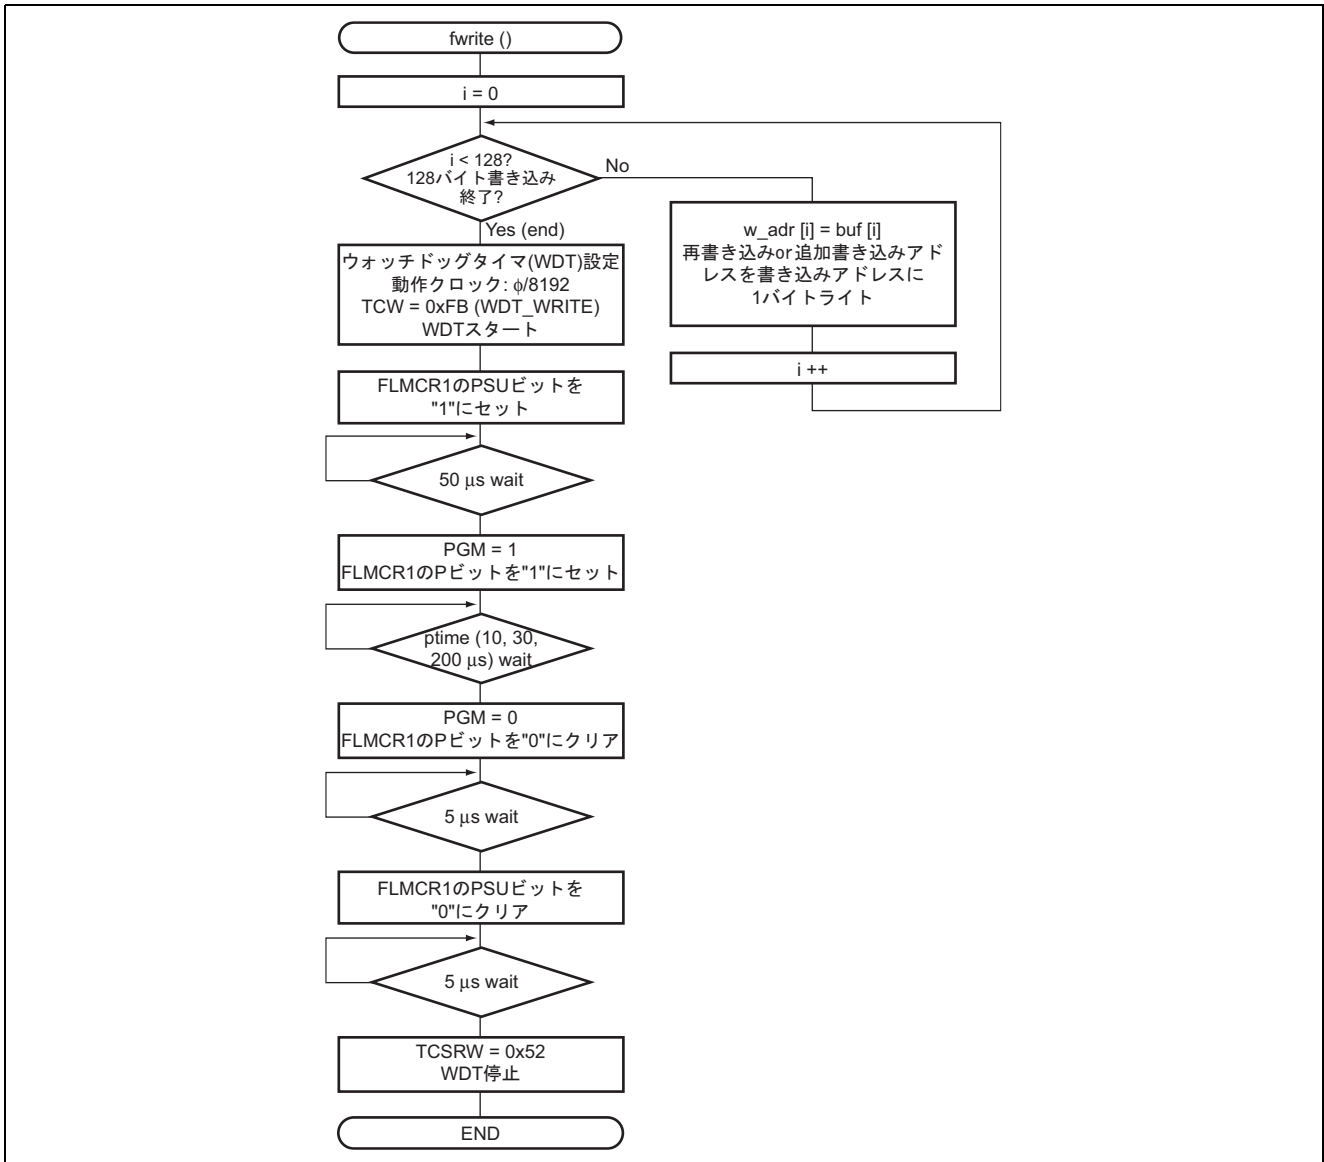 fwrite ()
i = 0
i < 128?
128バイト書き込み
終了?
No
Yes (end)
w_adr [i] = buf [i]
再書き込みor追加書き込みアド
レスを書き込みアドレスに
1バイトライト
i ++
ウォッチドッグタイマ(WDT)設定
動作クロック: φ/8192
TCW = 0xFB (WDT_WRITE)
WDTスタート
FLMCR1のPSUビットを
"1"にセット
50 μs wait
PGM = 1
FLMCR1のPビットを"1"にセット
ptime (10, 30,
200 μs) wait
PGM = 0
FLMCR1のPビットを"0"にクリア
5 μs wait
FLMCR1のPSUビットを
"0"にクリア
5 μs wait
TCSRW = 0x52
WDT停止
END